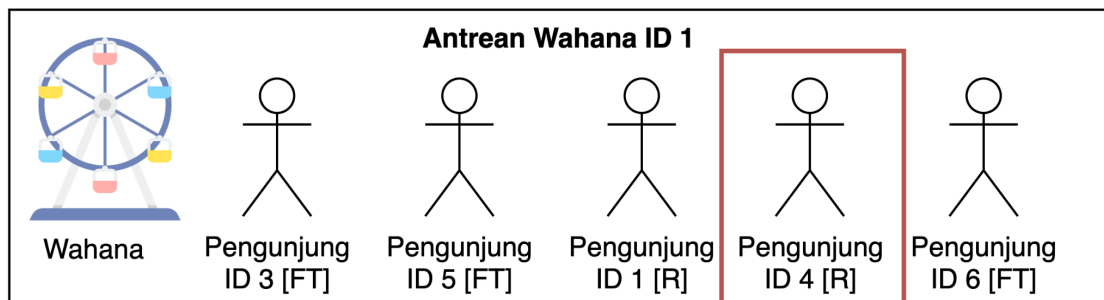 Antrean Wahana ID 1
Wahana
Pengunjung
ID 3 [FT]
Pengunjung
ID 5 [FT]
Pengunjung
ID 1 [R]
Pengunjung
ID 4 [R]
Pengunjung
ID 6 [FT]